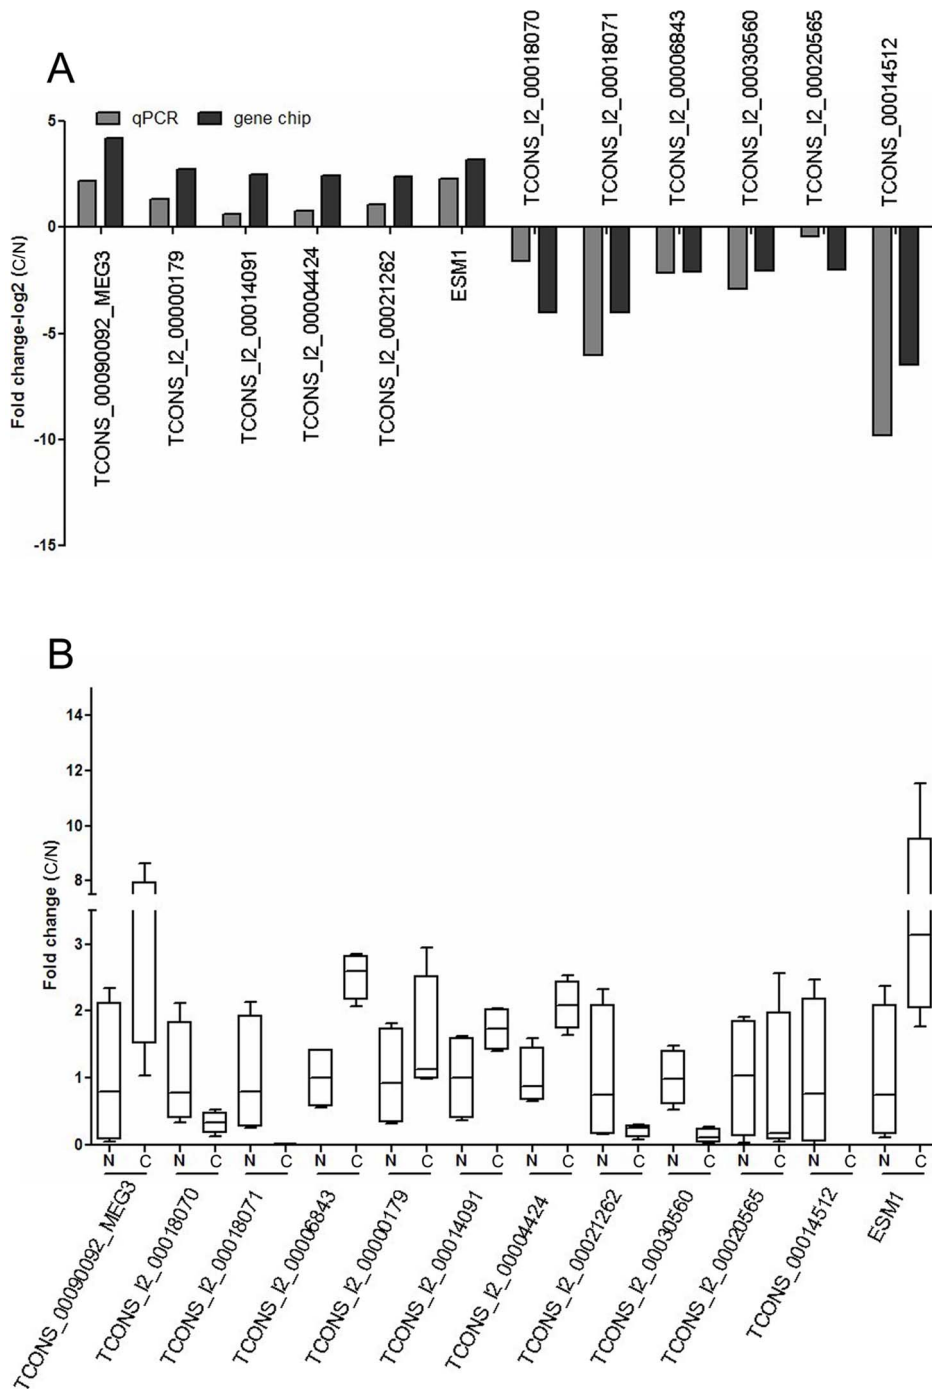 A
TCONS_l2_00018070
TCONS_l2_00018071
TCONS_l2_00006843
TCONS_l2_00030560
TCONS_l2_00020565
TCONS_00014512
qPCR
gene chip
Fold change-log2 (C/N)
5
0
-5
-10
-15
TCONS_00090092_MEG3
TCONS_l2_00000179
TCONS_l2_00014091
TCONS_l2_00004424
TCONS_l2_00021262
ESM1
B
Fold change (C/N)
14
12
10
8
3
2
1
0
N C N C N C N C N C N C N C N C N C N C N C N C
TCONS_00090092_MEG3
TCONS_l2_00018070
TCONS_l2_00018071
TCONS_l2_00006843
TCONS_l2_00000179
TCONS_l2_00014091
TCONS_l2_00004424
TCONS_l2_00021262
TCONS_l2_00030560
TCONS_l2_00020565
TCONS_00014512
ESM1